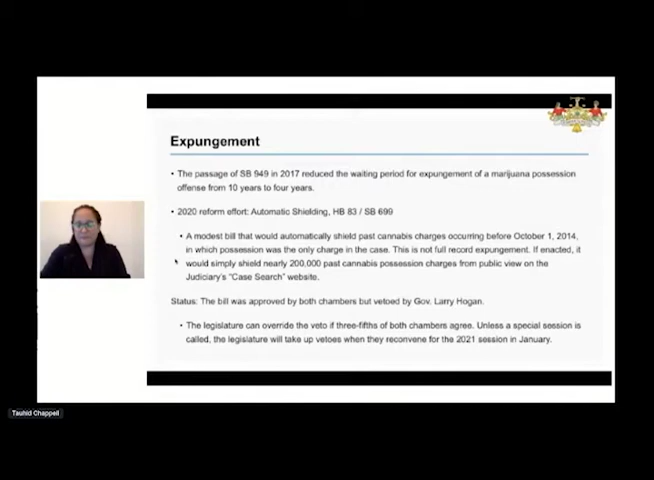 Expungement
• The passage of SB 949 in 2017 reduced the waiting period for expungement of a marijuana possession
offense from 10 years to four years.
• 2020 reform effort: Automatic Shielding, HB 83 / SB 699
• A modest bill that would automatically shield past cannabis charges occurring before October 1, 2014,
in which possession was the only charge in the case. This is not full record expungement. If enacted, it
would simply shield nearly 200,000 past cannabis possession charges from public view on the
Judiciary's "Case Search" website.
Status: The bill was approved by both chambers but vetoed by Gov. Larry Hogan.
• The legislature can override the veto if three-fifths of both chambers agree. Unless a special session is
called, the legislature will take up vetoes when they reconvene for the 2021 session in January.
Tauhid Chappell